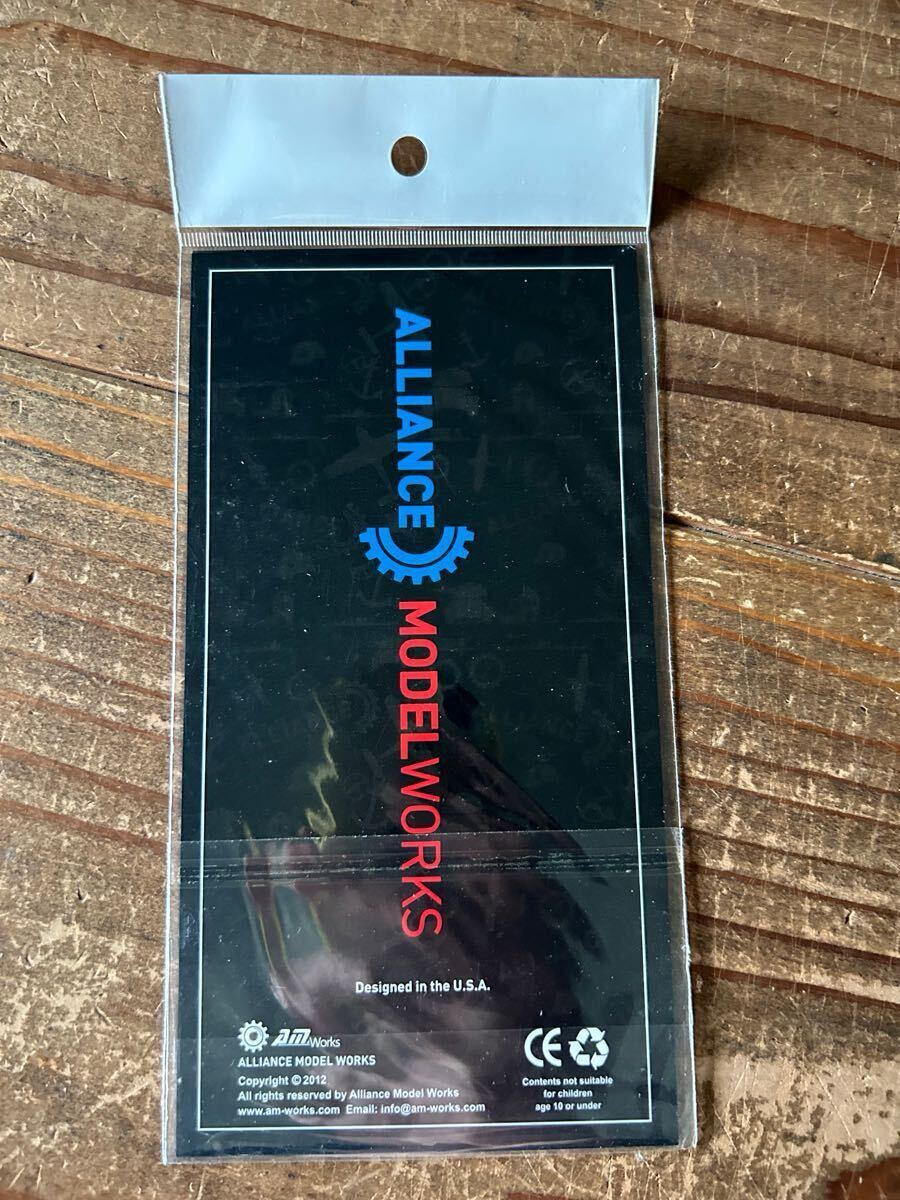 ALLIANCE
MODELWORKS
Designed in the U.S.A.
AM Works
ALLIANCE MODEL WORKS
Copyright © 2012
All rights reserved by Alliance Model Works
www.am-works.com Email: info@am-works.com
CE
Contents not suitable
for children
age 10 or under